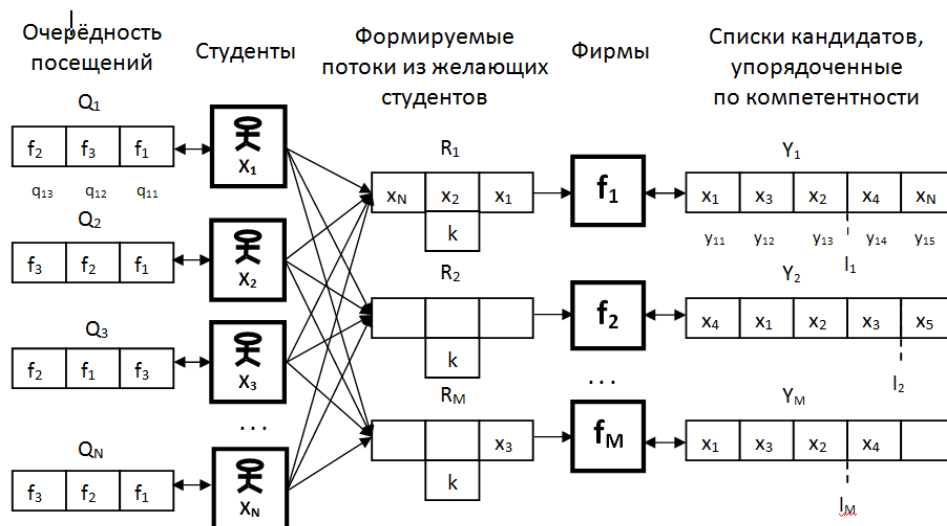 Очерёдность
посещений
Студенты
Формируемые
потоки из желающих
студентов
Фирмы
Списки кандидатов,
упорядоченные
по компетентности
Q1
f2 f3 f1
q13 q12 q11
X1
Q2
f3 f2 f1
X2
Q3
f2 f1 f3
X3
...
QN
f3 f2 f1
XN
R1
xN x2 x1
k
R2
k
RM
x3
k
f1
f2
...
fM
Y1
x1 x3 x2 x4 xN
y11 y12 y13 y14 y15
l1
Y2
x4 x1 x2 x3 x5
l2
YM
x1 x3 x2 x4
lM